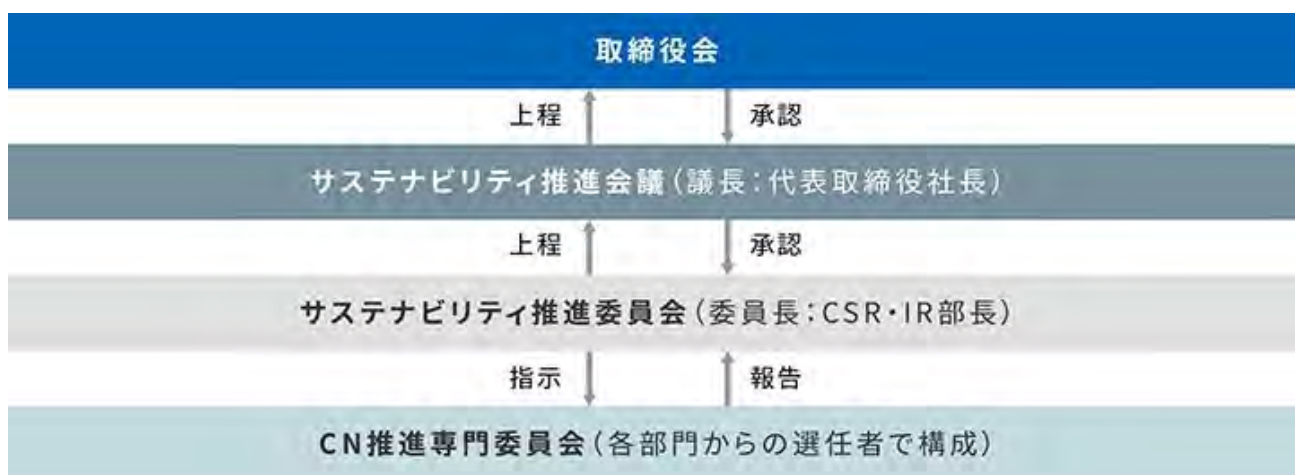 取締役会
上程 承認
サステナビリティ推進会議(議長:代表取締役社長)
上程 承認
サステナビリティ推進委員会(委員長:CSR・IR部長)
指示 報告
CN推進専門委員会(各部門からの選任者で構成)